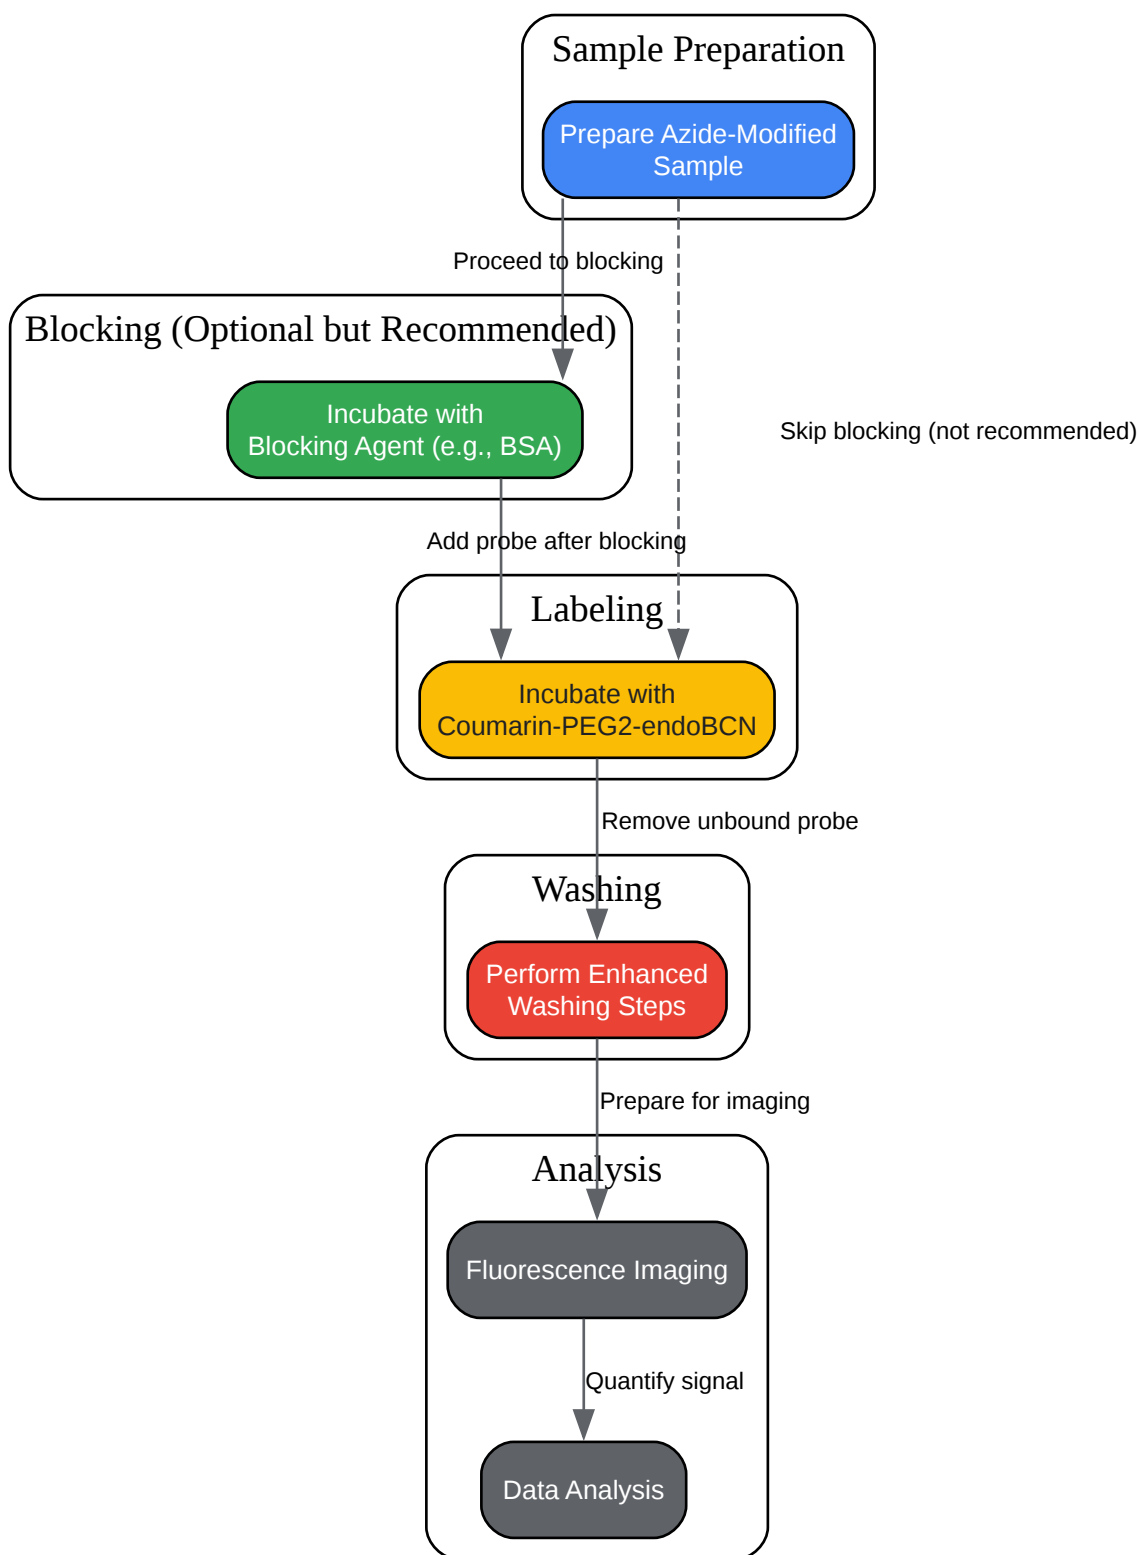 Sample Preparation
Prepare Azide-Modified
Sample
Proceed to blocking
Blocking (Optional but Recommended)
Incubate with
Blocking Agent (e.g., BSA)
Skip blocking (not recommended)
Add probe after blocking
Labeling
Incubate with
Coumarin-PEG2-endoBCN
Remove unbound probe
Washing
Perform Enhanced
Washing Steps
Prepare for imaging
Analysis
Fluorescence Imaging
Quantify signal
Data Analysis